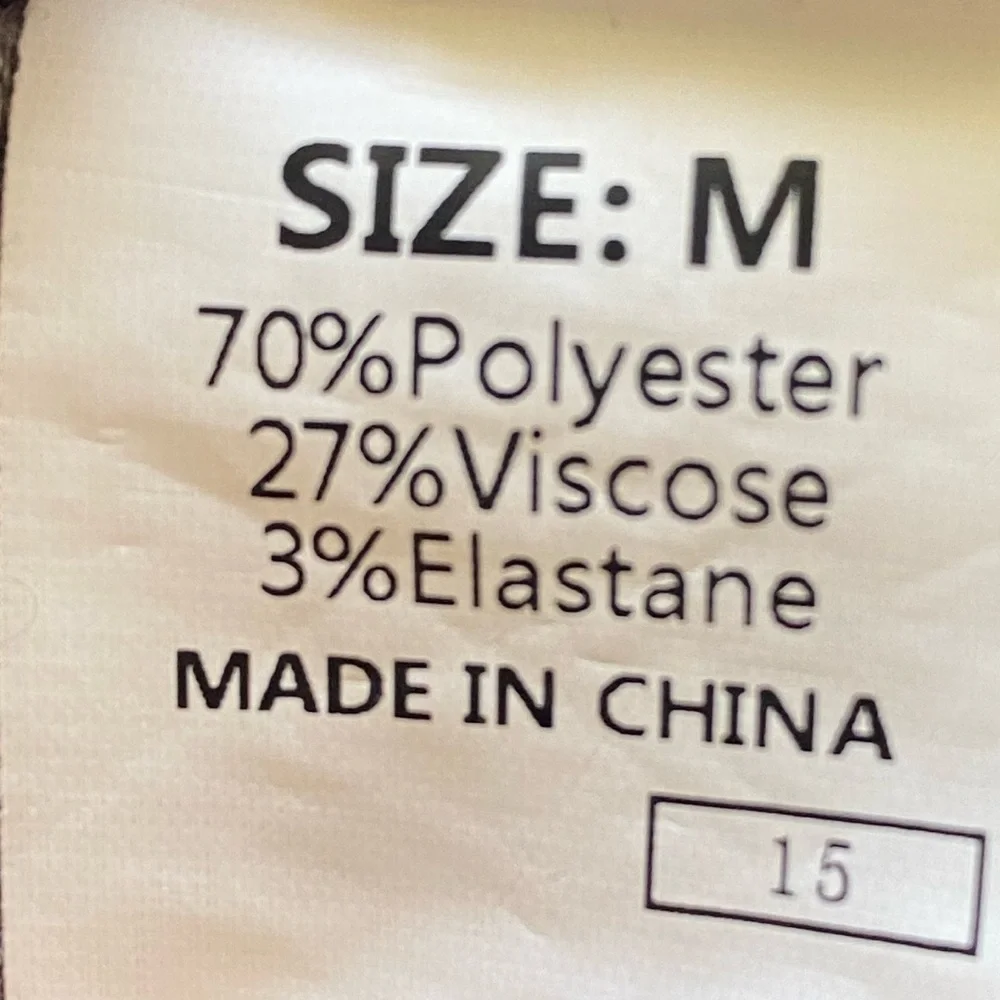 SIZE: M
70%Polyester
27%Viscose
3%Elastane
MADE IN CHINA
15